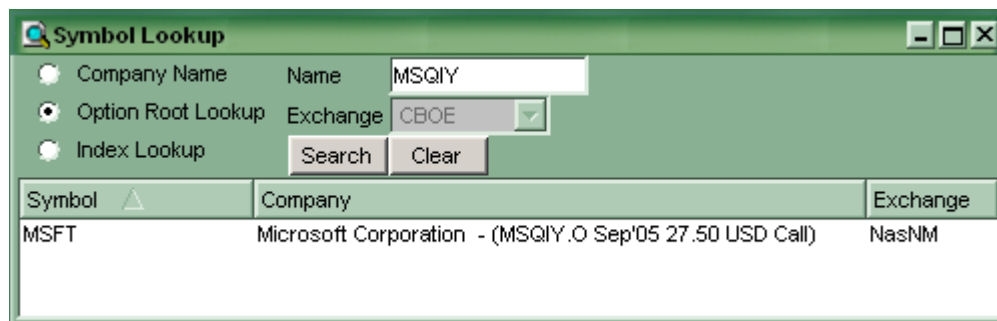 Symbol Lookup
Company Name Name MSQIY
Option Root Lookup Exchange CBOE
Index Lookup Search Clear
Symbol Company Exchange
MSFT Microsoft Corporation - (MSQIY.O Sep'05 27.50 USD Call) NasNM